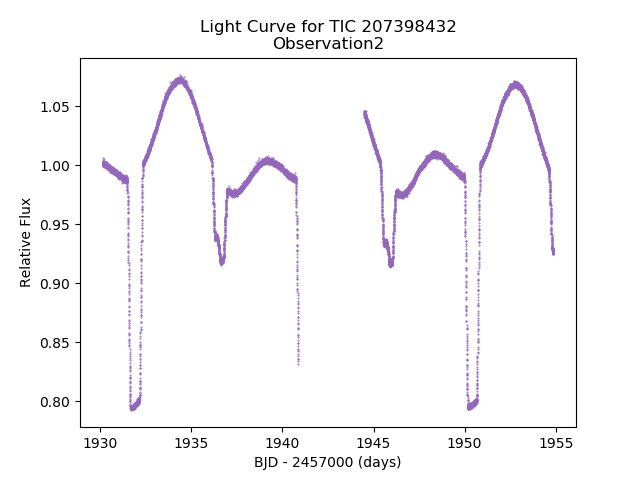 Light Curve for TIC 207398432
Observation2
Relative Flux
1.05
1.00
0.95
0.90
0.85
0.80
1930 1935 1940 1945 1950 1955
BJD - 2457000 (days)